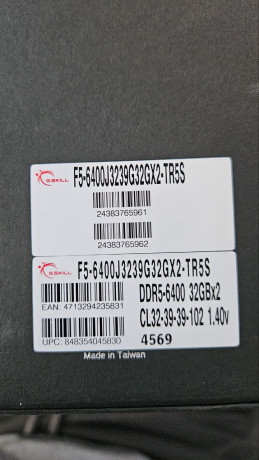 G.SKILL
F5-6400J3239G32GX2-TR5S
24383765961
24383765962
G.SKILL
F5-6400J3239G32GX2-TR5S
DDR5-6400 32GBx2
EAN: 4713294235831
CL32-39-39-102 1.40v
UPC: 848354045830
4569
Made in Taiwan